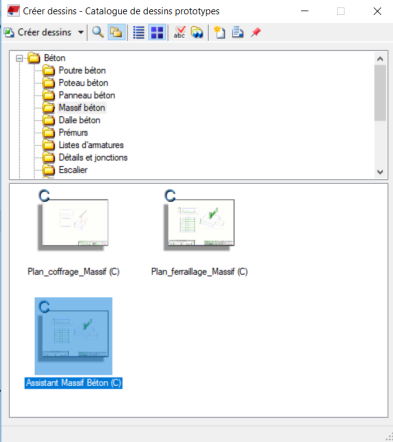 Créer dessins - Catalogue de dessins prototypes
Créer dessins
abc
Béton
Poutre béton
Poteau béton
Panneau béton
Massif béton
Dalle béton
Prémurs
Listes d'armatures
Détails et jonctions
Escalier
C
C
Plan_coffrage_Massif (C)
Plan_ferraillage_Massif (C)
C
Assistant Massif Béton (C)